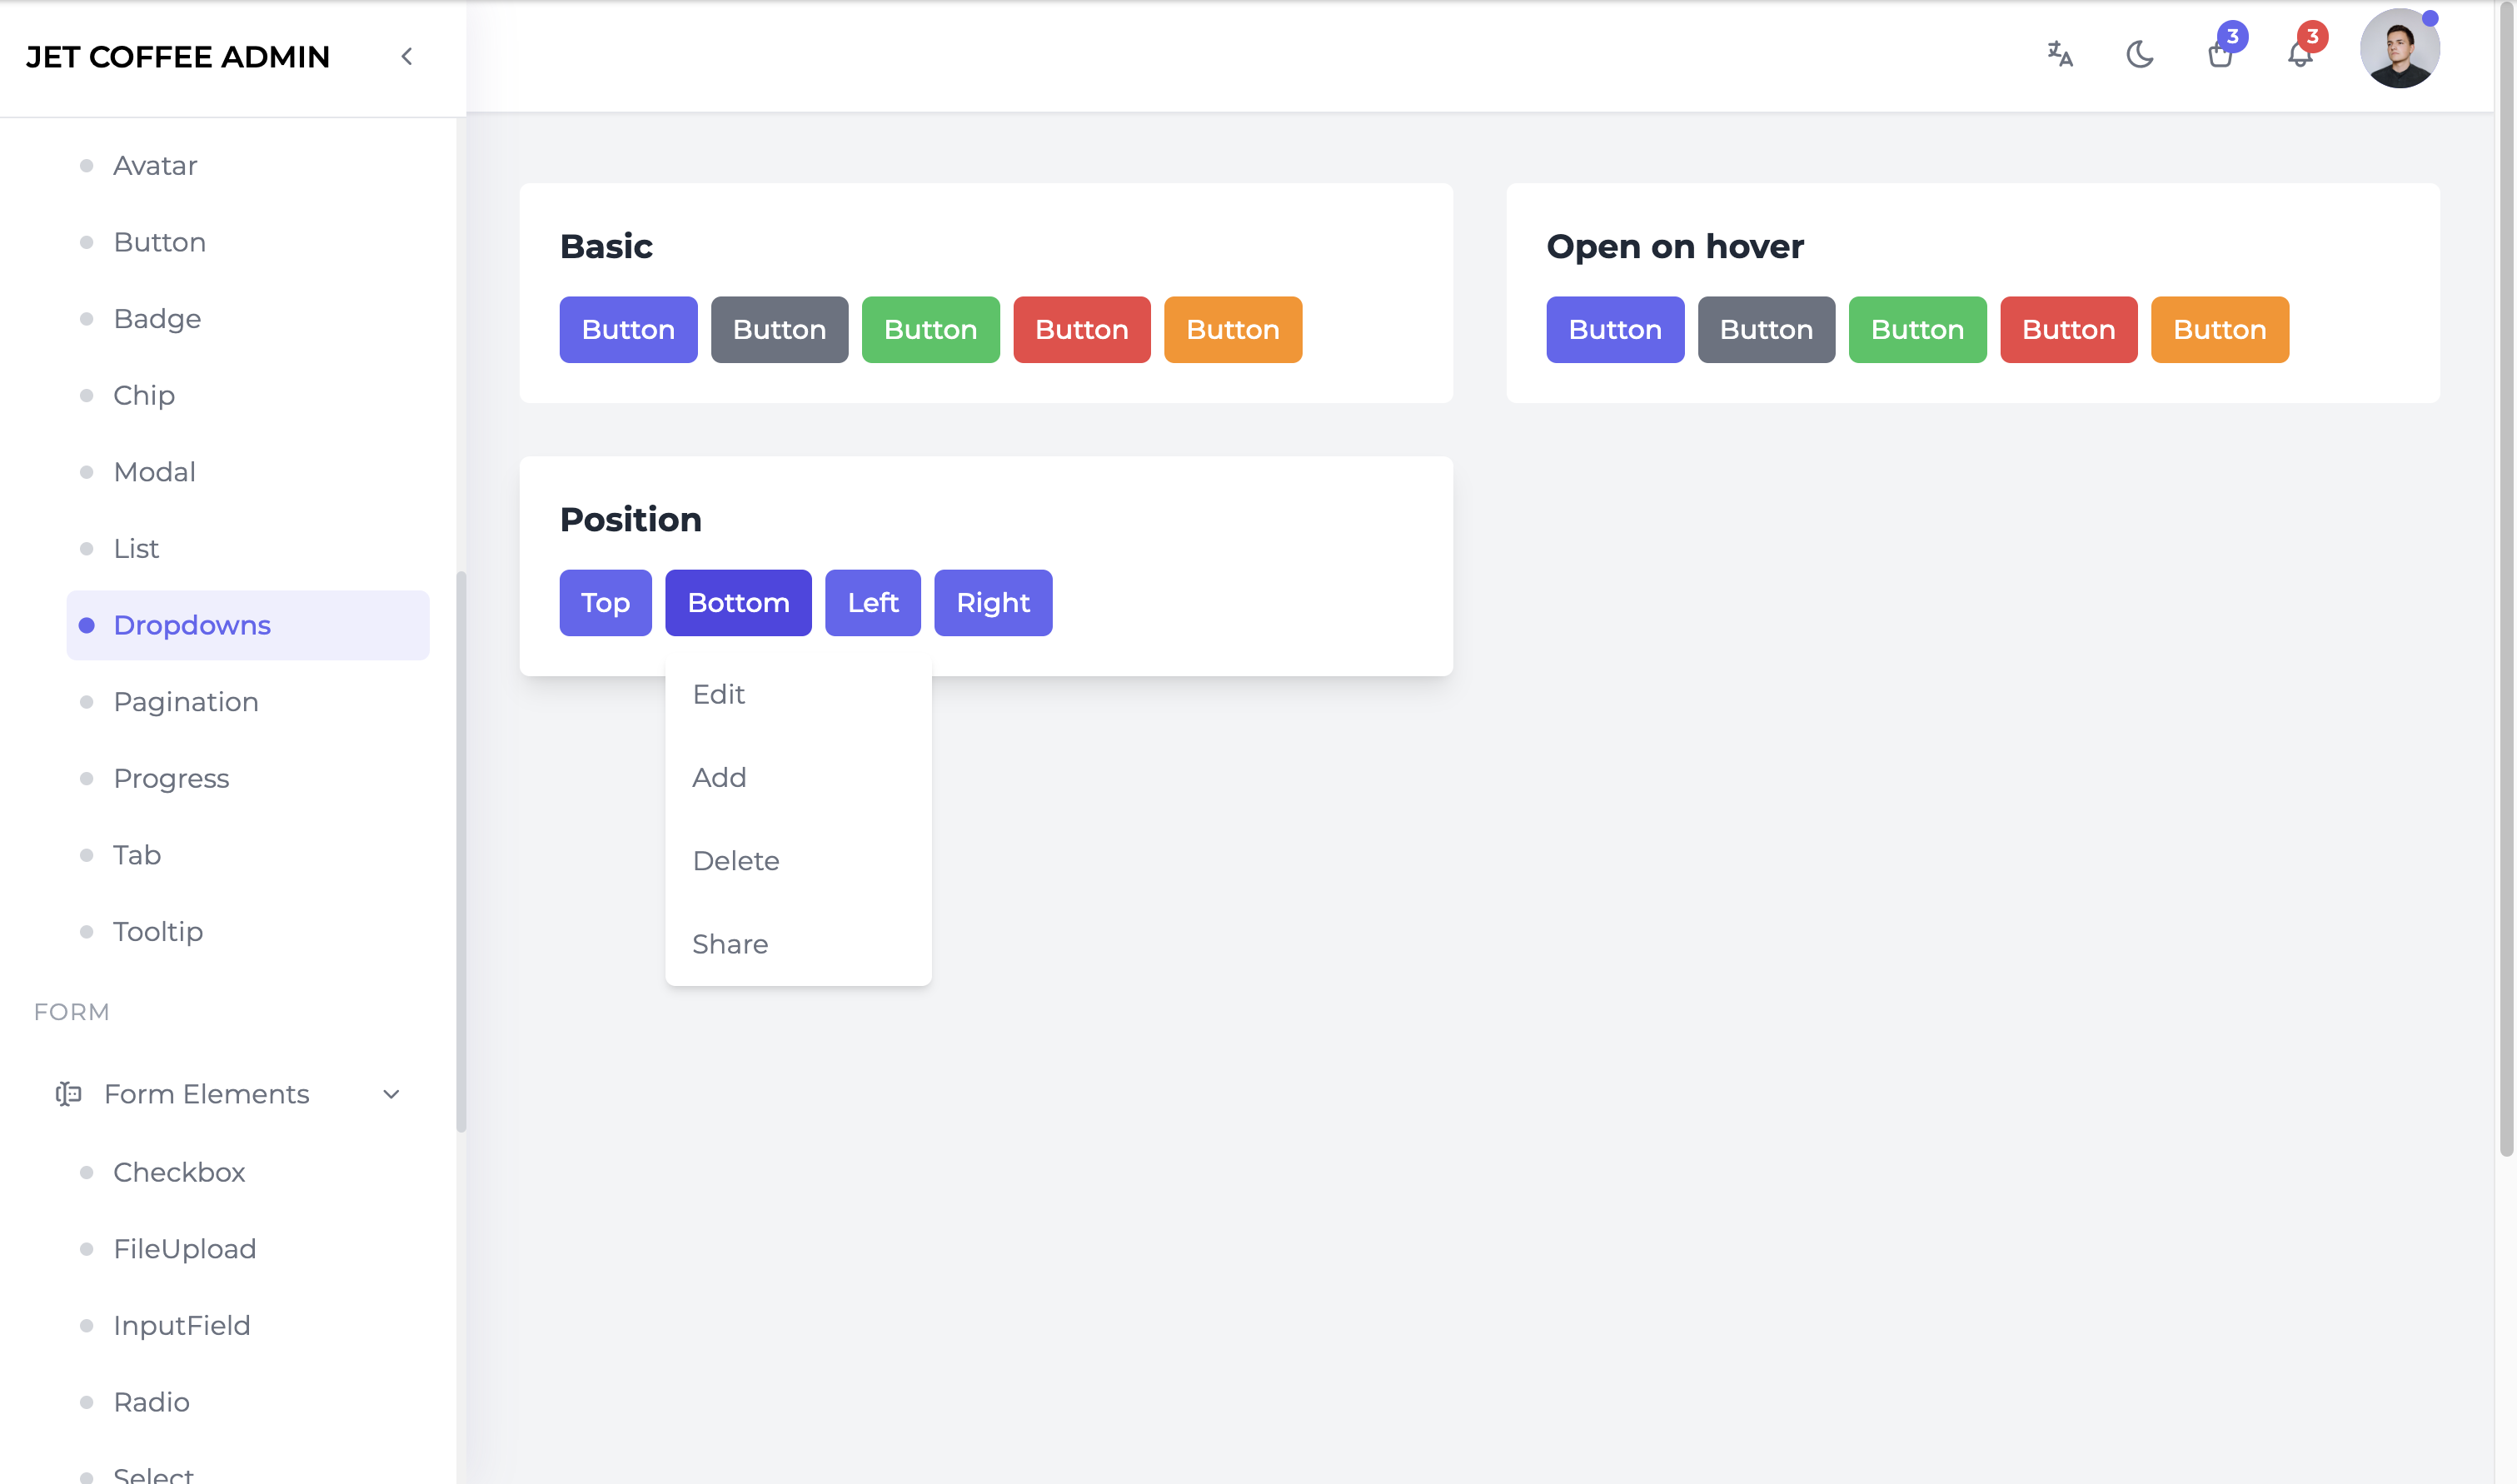 JET COFFEE ADMIN
3
3
Avatar
Button
Badge
Chip
Modal
List
Dropdowns
Pagination
Progress
Tab
Tooltip
FORM
Form Elements
Checkbox
FileUpload
InputField
Radio
Select
Basic
Button Button Button Button Button
Open on hover
Button Button Button Button Button
Position
Top Bottom Left Right
Edit
Add
Delete
Share